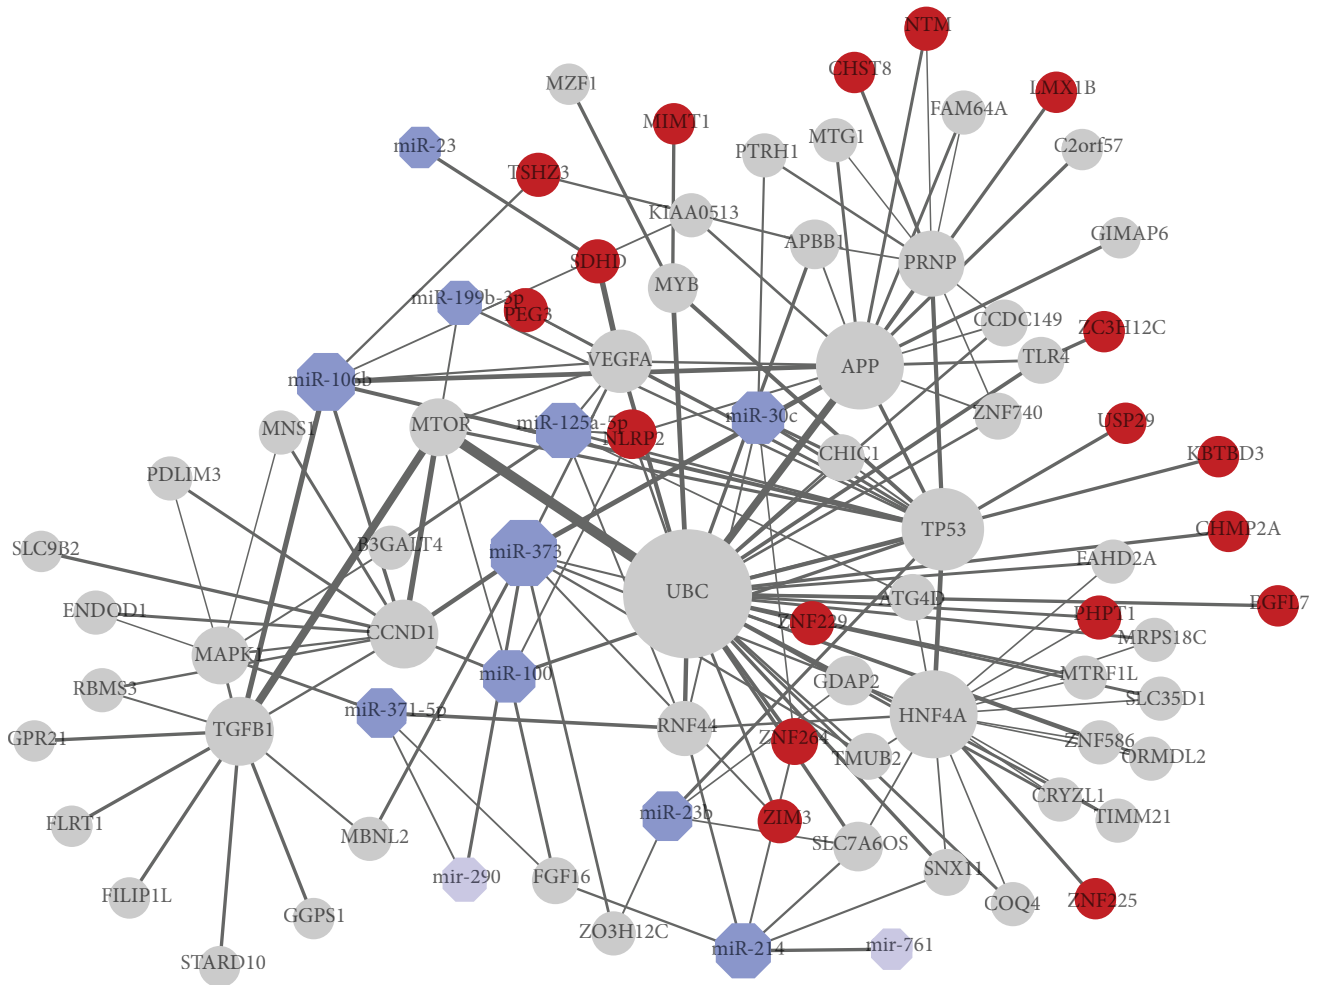 NTM
CHST8
MZF1
LMX1B
FAM64A
MIMT1
MTG1
miR-23
PTRH1
C2orf57
TSHZ3
KIAA0513
APBB1
GIMAP6
SDHD
PRNP
MYB
miR-199b-3p
PEG3
CCDC149
ZC3H12C
VEGFA
TLR4
APP
miR-106b
ZNF740
miR-30c
USP29
MTOR
miR-125a-5p
MNS1
NLRP2
CHIC1
KBTBD3
PDLIM3
TP53
CHMP2A
SLC9B2
B3GALT4
miR-373
FAHD2A
UBC
ATG4D
EGFL7
ENDOD1
ZNF229
PHPT1
CCND1
MRPS18C
MAPK1
miR-100
GDAP2
MTRF1L
RBMS3
SLC35D1
miR-371-5p
HNF4A
TGFB1
RNF44
GPR21
ZNF264
ZNF586
TMUB2
ORMDL2
CRYZL1
miR-23b
ZIM3
TIMM21
FLRT1
MBNL2
SLC7A6OS
SNX11
mir-290
FGF16
FILIP1L
COQ4
ZNF225
GGPS1
ZO3H12C
miR-214
mir-761
STARD10